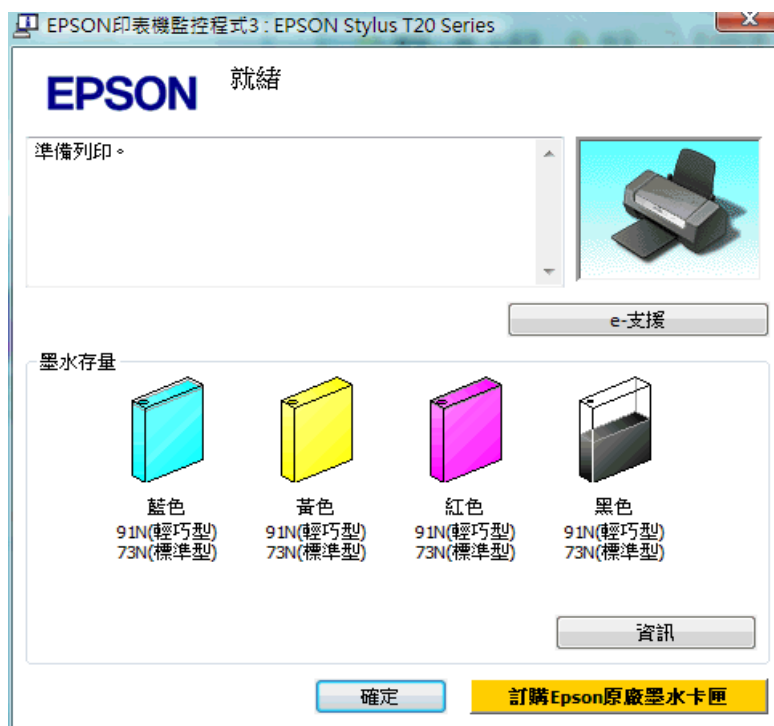 EPSON印表機監控程式3 : EPSON Stylus T20 Series
EPSON
就緒
準備列印。
e-支援
墨水存量
藍色
91N(輕巧型)
73N(標準型)
黃色
91N(輕巧型)
73N(標準型)
紅色
91N(輕巧型)
73N(標準型)
黑色
91N(輕巧型)
73N(標準型)
資訊
確定
訂購Epson原廠墨水卡匣